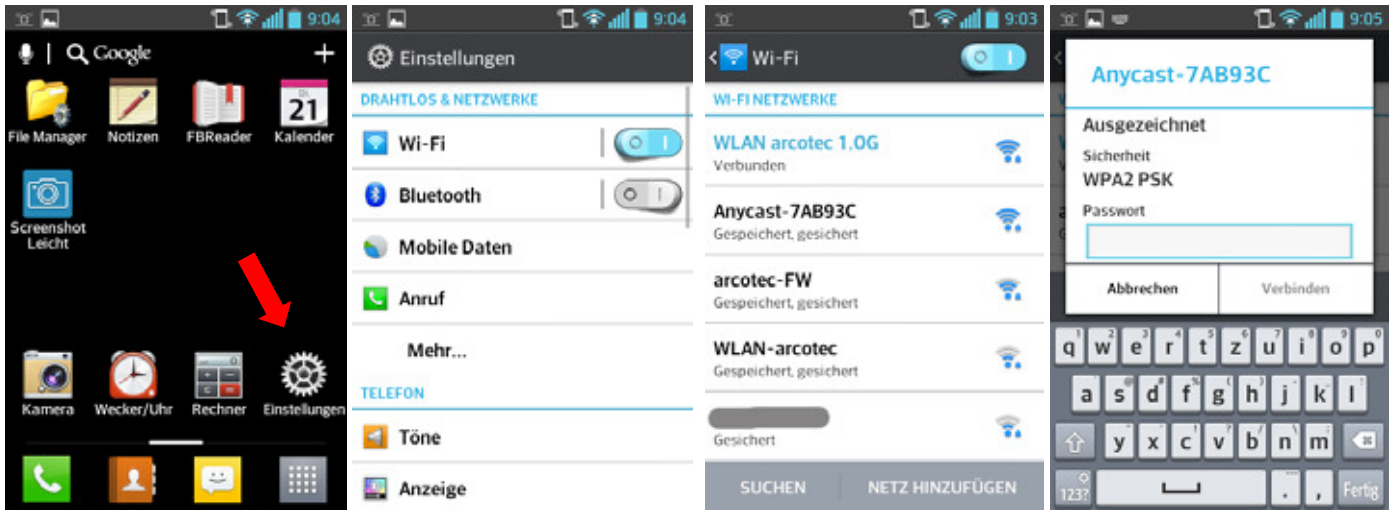 9:04
Google
DI.
21
File Manager
Notizen
FBReader
Kalender
Screenshot
Leicht
Kamera
Wecker/Uhr
Rechner
Einstellungen
9:04
Einstellungen
DRAHTLOS & NETZWERKE
Wi-Fi
Bluetooth
Mobile Daten
Anruf
Mehr...
TELEFON
Töne
Anzeige
9:03
Wi-Fi
WI-FI NETZWERKE
WLAN arcotec 1.0G
Verbunden
Anycast-7AB93C
Gespeichert, gesichert
arcotec-FW
Gespeichert, gesichert
WLAN-arcotec
Gespeichert, gesichert
Gesichert
SUCHEN NETZ HINZUFÜGEN
9:05
Anycast-7AB93C
Ausgezeichnet
Sicherheit
WPA2 PSK
Passwort
Abbrechen Verbinden
q w e r t z u i o p
a s d f g h j k l
y x c v b n m
123? . , Fertig